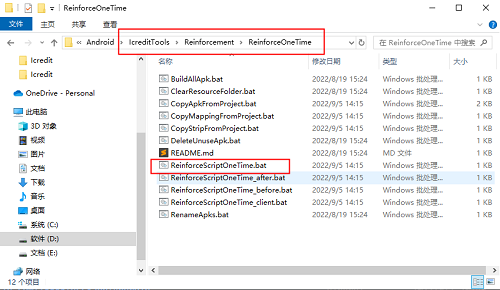 ReinforceOneTime
文件 主页 共享 查看
Android IcreditTools Reinforcement ReinforceOneTime 在 ReinforceOneTime 中搜索
名称 修改日期 类型 大小
Icredit
Icredit
OneDrive - Personal
此电脑
3D 对象
视频
图片
文档
下载
音乐
桌面
系统 (C:)
软件 (D:)
网络
BuildAllApk.bat 2022/8/19 15:24 Windows 批处理... 1 KB
ClearResourceFolder.bat 2022/8/19 15:24 Windows 批处理... 1 KB
CopyApkFromProject.bat 2022/9/5 14:15 Windows 批处理... 2 KB
CopyMappingFromProject.bat 2022/9/5 14:15 Windows 批处理... 1 KB
CopyStripFromProject.bat 2022/9/5 14:15 Windows 批处理... 1 KB
DeleteUnuseApk.bat 2022/8/19 15:24 Windows 批处理... 1 KB
README.md 2022/8/19 15:24 MD 文件 1 KB
ReinforceScriptOneTime.bat 2022/9/5 14:15 Windows 批处理... 1 KB
ReinforceScriptOneTime_after.bat 2022/9/5 14:15 Windows 批处理... 1 KB
ReinforceScriptOneTime_before.bat 2022/9/5 14:15 Windows 批处理... 1 KB
ReinforceScriptOneTime_client.bat 2022/9/5 14:15 Windows 批处理... 1 KB
RenameApks.bat 2022/8/19 15:24 Windows 批处理... 1 KB
12 个项目